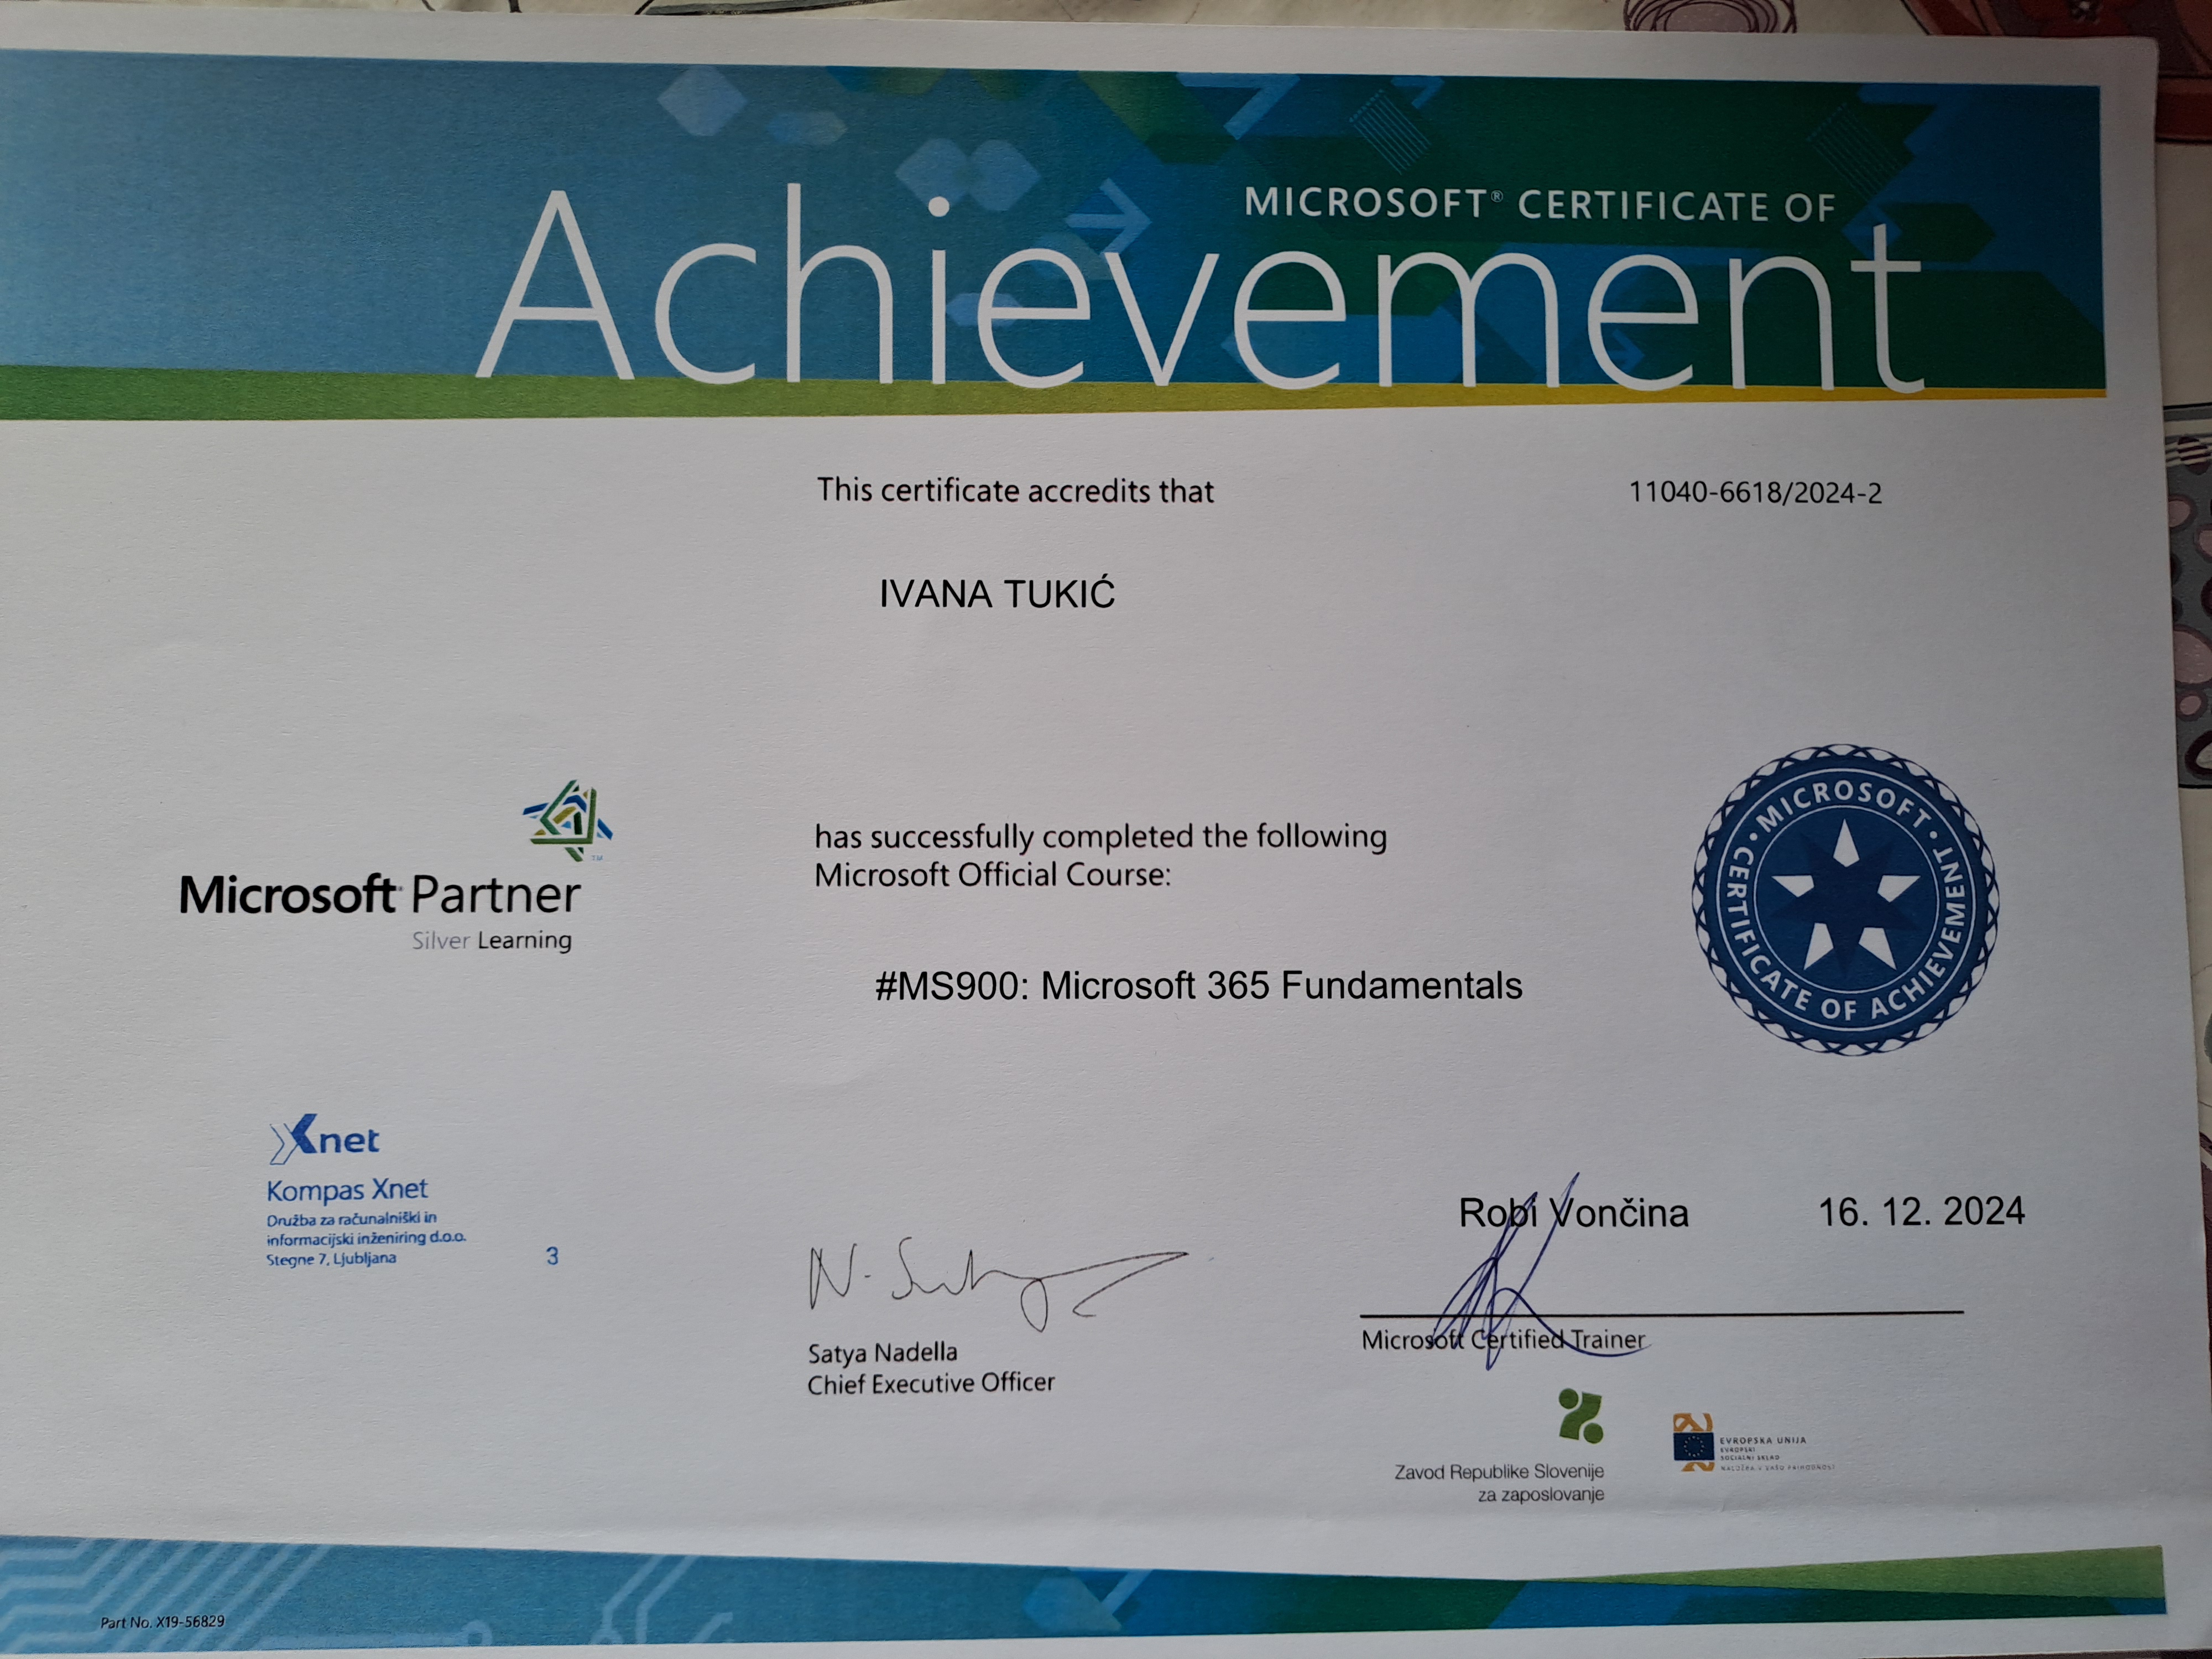 MICROSOFT® CERTIFICATE OF
Achievement
This certificate accredits that
11040-6618/2024-2
IVANA TUKIĆ
Microsoft Partner
Silver Learning
has successfully completed the following
Microsoft Official Course:
#MS900: Microsoft 365 Fundamentals
• MICROSOFT • CERTIFICATE OF ACHIEVEMENT
Xnet
Kompas Xnet
Družba za računalniški in
informacijski inženiring d.o.o.
Stegne 7, Ljubljana
3
Satya Nadella
Chief Executive Officer
Robi Vončina
16. 12. 2024
Microsoft Certified Trainer
Zavod Republike Slovenije
za zaposlovanje
EVROPSKA UNIJA
EVROPSKI
SOCIALNI SKLAD
NALOŽBA V VAŠO PRIHODNOST
Part No. X19-56829